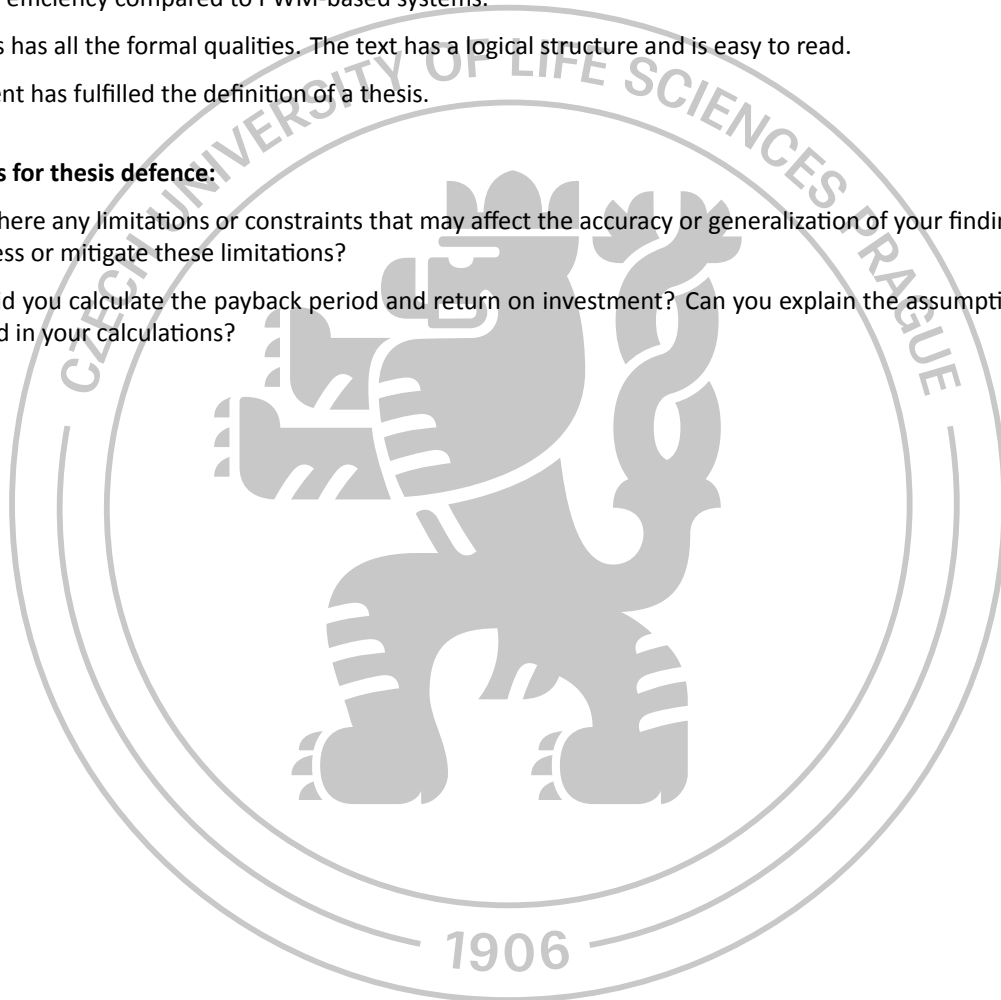 efficiency compared to PWM-based systems.
s has all the formal qualities. The text has a logical structure and is easy to read.
ent has fulfilled the definition of a thesis.
s for thesis defence:
here any limitations or constraints that may affect the accuracy or generalization of your findin
ess or mitigate these limitations?
id you calculate the payback period and return on investment? Can you explain the assumpti
d in your calculations?
CZECH UNIVERSITY OF LIFE SCIENCES PRAGUE
1906